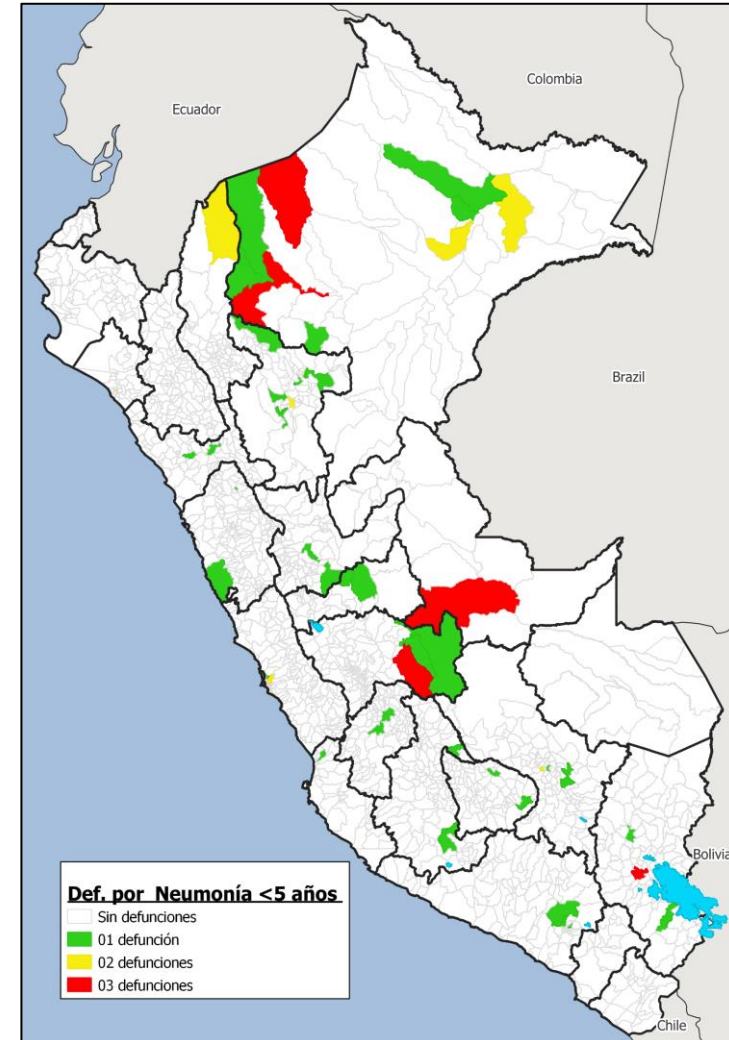 Colombia
Ecuador
Brazil
Bolivia
Def. por Neumonía <5 años
Sin defunciones
01 defunción
02 defunciones
03 defunciones
Chile